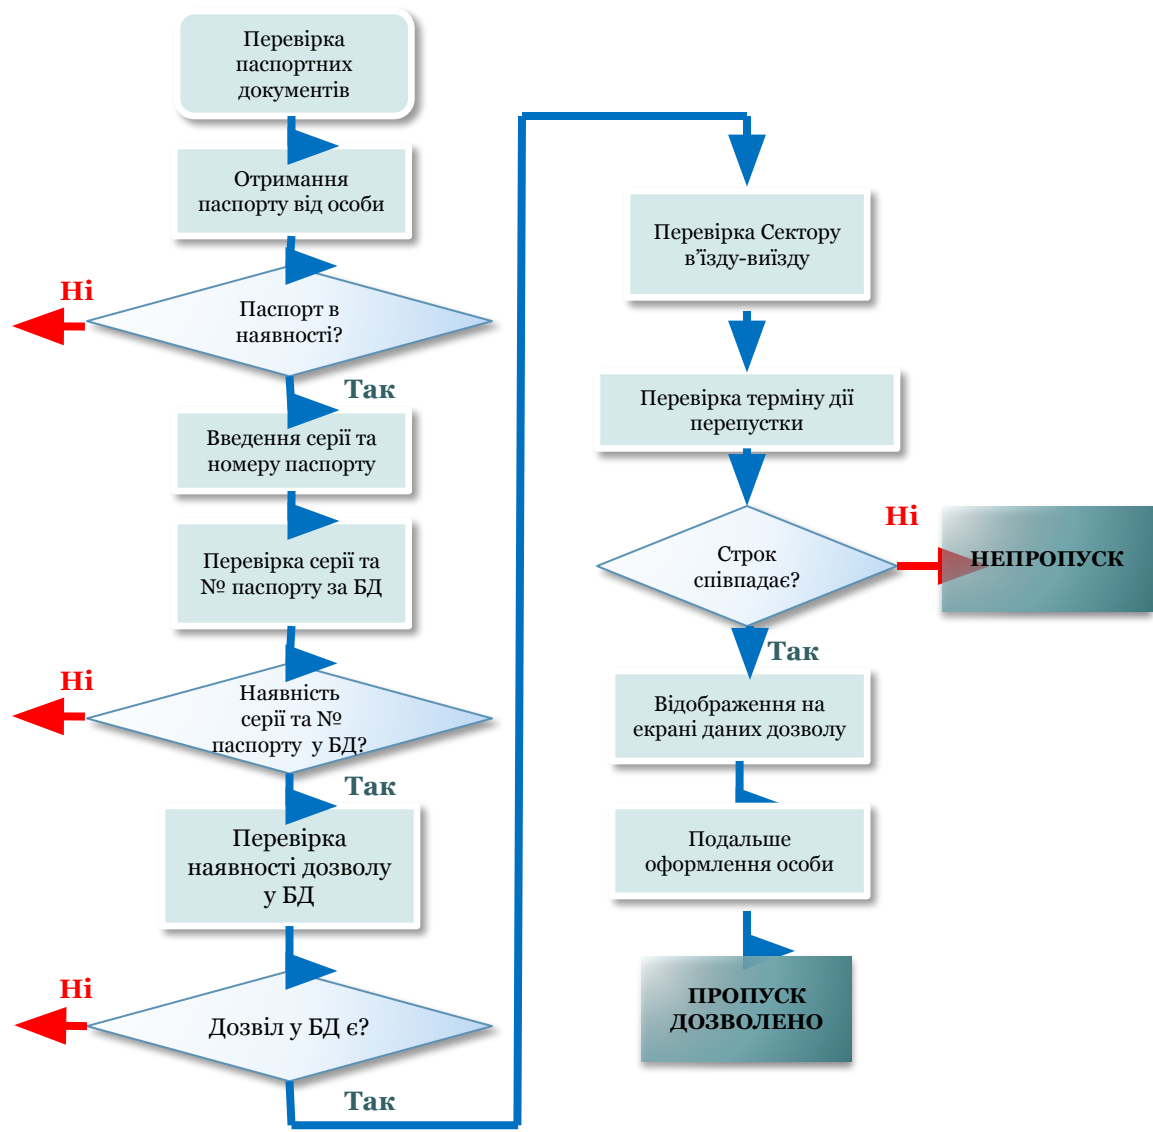 Перевірка
паспортних
документів
Отримання
паспорту від особи
Ні
Паспорт в
наявності?
Так
Введення серії та
номеру паспорту
Перевірка серії та
№ паспорту за БД
Ні
Наявність
серії та №
паспорту у БД?
Так
Перевірка
наявності дозволу
у БД
Ні
Дозвіл у БД є?
Так
Перевірка Сектору
в’їзду-виїзду
Перевірка терміну дії
перепустки
Строк
співпадає?
Ні
НЕПРОПУСК
Так
Відображення на
екрані даних дозволу
Подальше
оформлення особи
ПРОПУСК
ДОЗВОЛЕНО